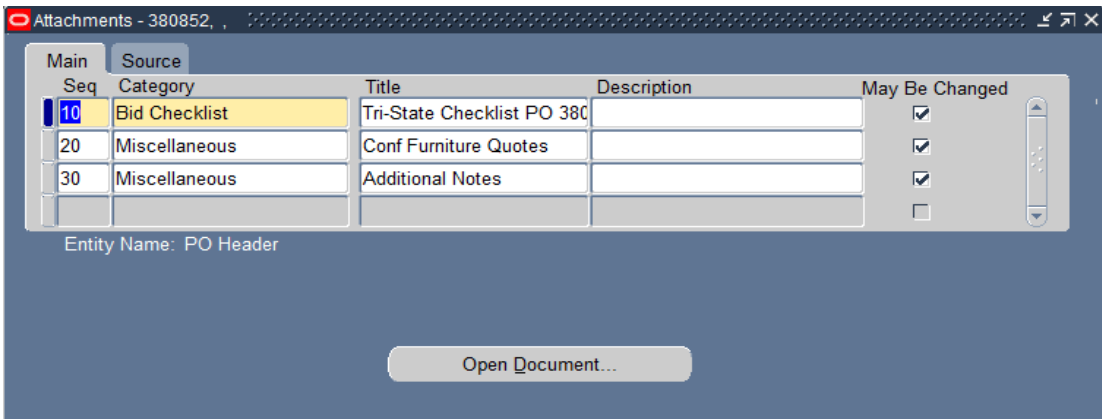 Attachments - 380852, , 
Main Source
Seq Category Title Description May Be Changed
10 Bid Checklist Tri-State Checklist PO 380
20 Miscellaneous Conf Furniture Quotes
30 Miscellaneous Additional Notes
Entity Name: PO Header
Open Document...